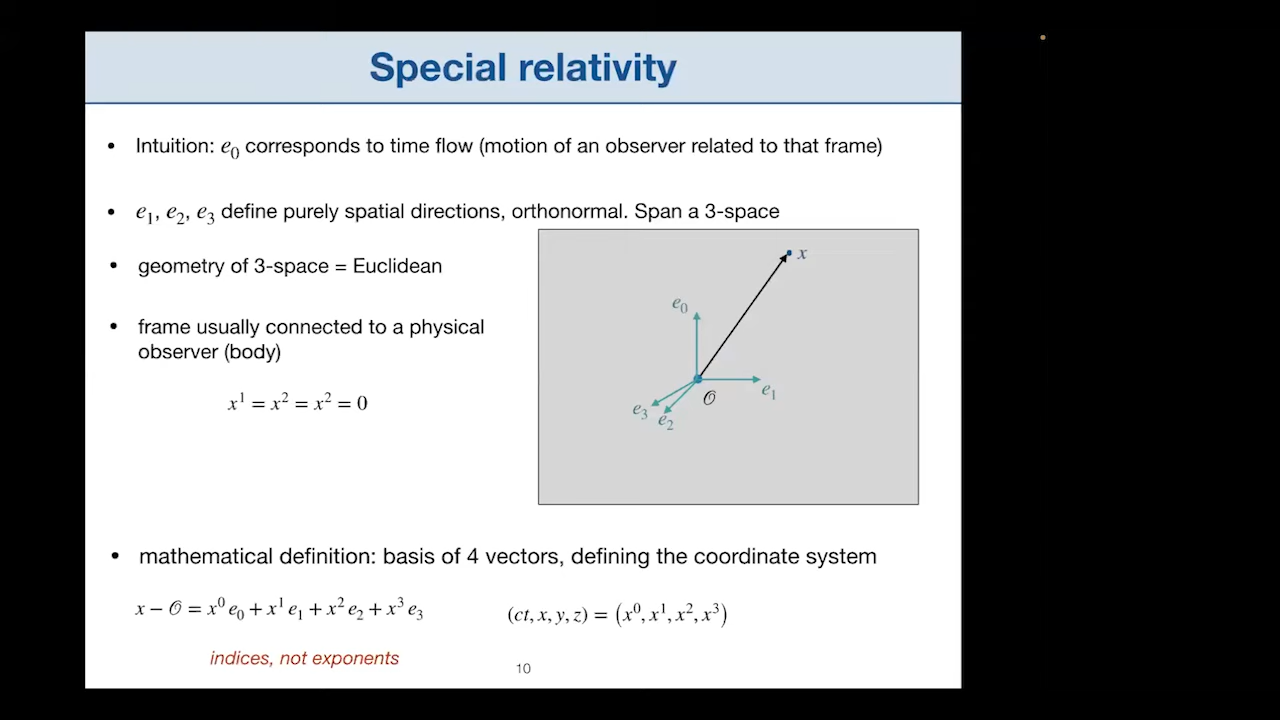 Special relativity
• Intuition: e₀ corresponds to time flow (motion of an observer related to that frame)
• e₁, e₂, e₃ define purely spatial directions, orthonormal. Span a 3-space
• geometry of 3-space = Euclidean
• frame usually connected to a physical
observer (body)
x¹ = x² = x² = 0
x
e₀
e₁
𝒪
e₃
e₂
• mathematical definition: basis of 4 vectors, defining the coordinate system
x − 𝒪 = x⁰ e₀ + x¹ e₁ + x² e₂ + x³ e₃
(ct, x, y, z) = (x⁰, x¹, x², x³)
indices, not exponents
10